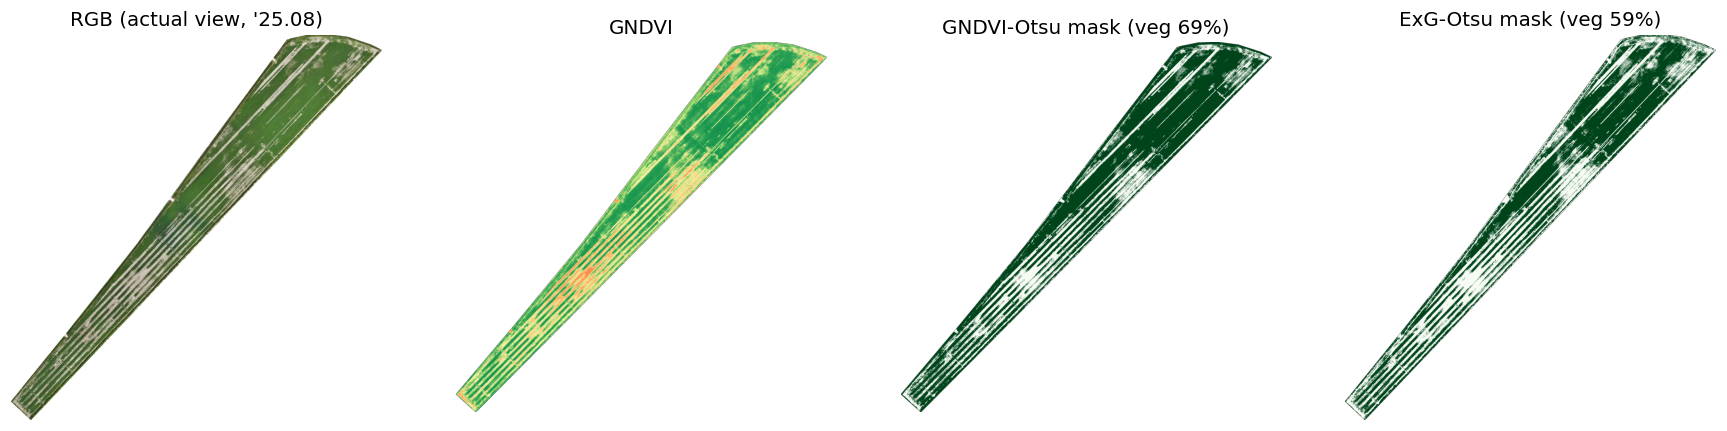 RGB (actual view, '25.08)
GNDVI
GNDVI-Otsu mask (veg 69%)
ExG-Otsu mask (veg 59%)